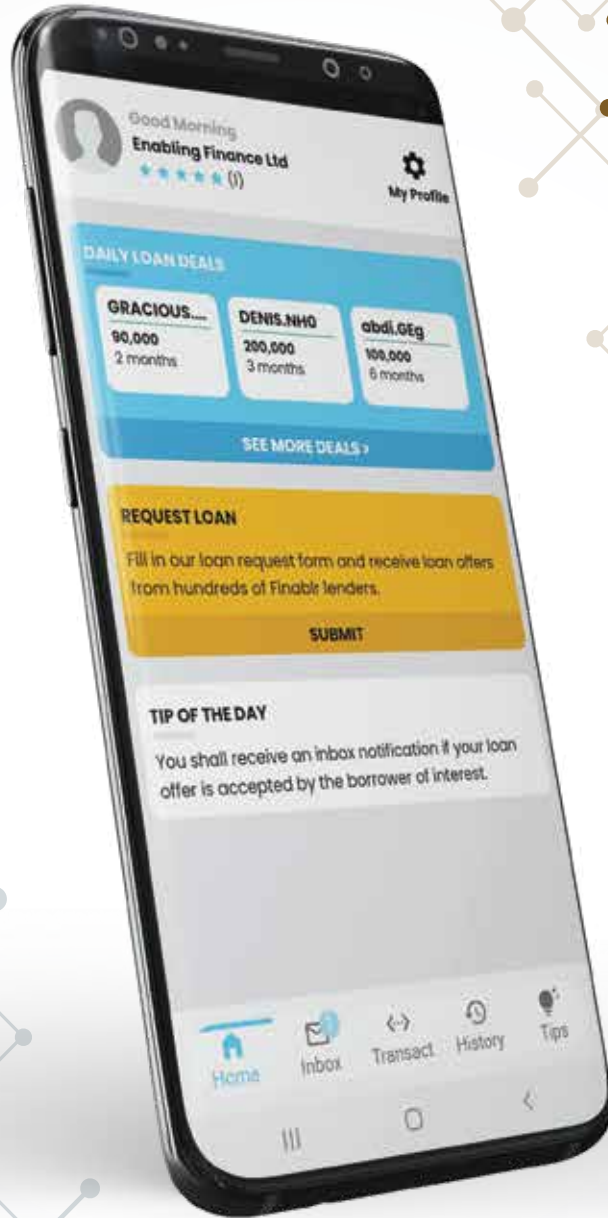 Good Morning
Enabling Finance Ltd
(1)
My Profile
DAILY LOAN DEALS
GRACIOUS....
90,000
2 months
DENIS.NH0
200,000
3 months
abdi.GEg
100,000
6 months
SEE MORE DEALS >
REQUEST LOAN
Fill in our loan request form and receive loan offers
from hundreds of Finablr lenders.
SUBMIT
TIP OF THE DAY
You shall receive an inbox notification if your loan
offer is accepted by the borrower of interest.
Home
Inbox
Transact
History
Tips